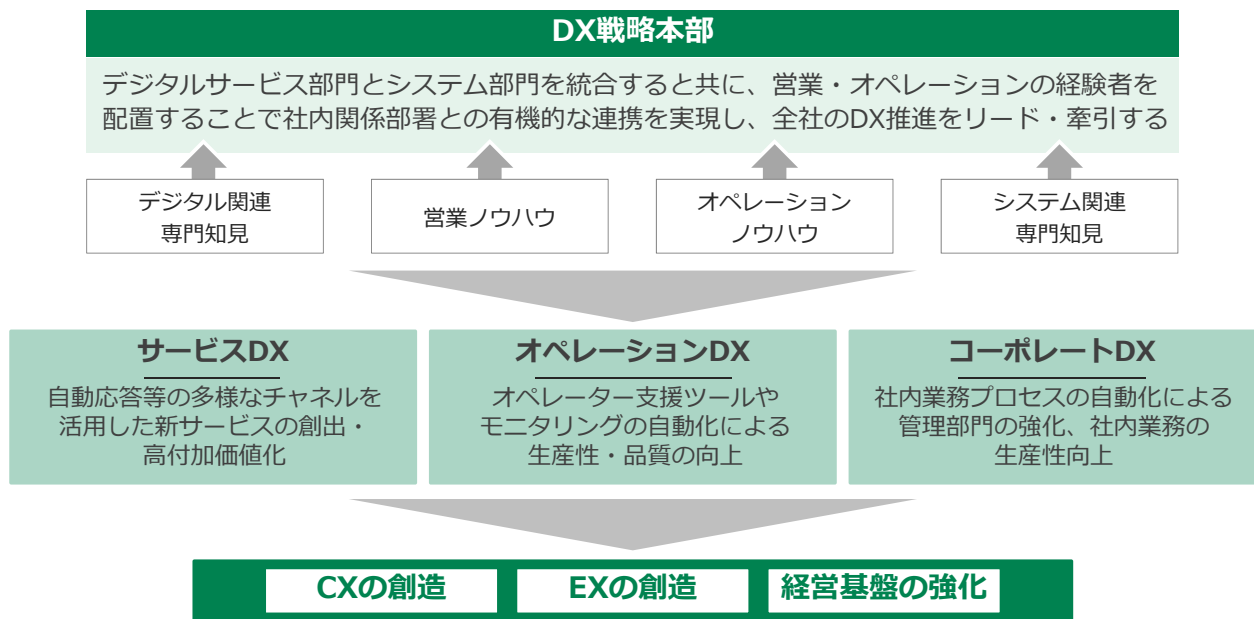 DX戦略本部
デジタルサービス部門とシステム部門を統合すると共に、営業・オペレーションの経験者を
配置することで社内関係部署との有機的な連携を実現し、全社のDX推進をリード・牽引する
デジタル関連
専門知見
営業ノウハウ
オペレーション
ノウハウ
システム関連
専門知見
サービスDX
自動応答等の多様なチャネルを
活用した新サービスの創出・
高付加価値化
オペレーションDX
オペレーター支援ツールや
モニタリングの自動化による
生産性・品質の向上
コーポレートDX
社内業務プロセスの自動化による
管理部門の強化、社内業務の
生産性向上
CXの創造
EXの創造
経営基盤の強化